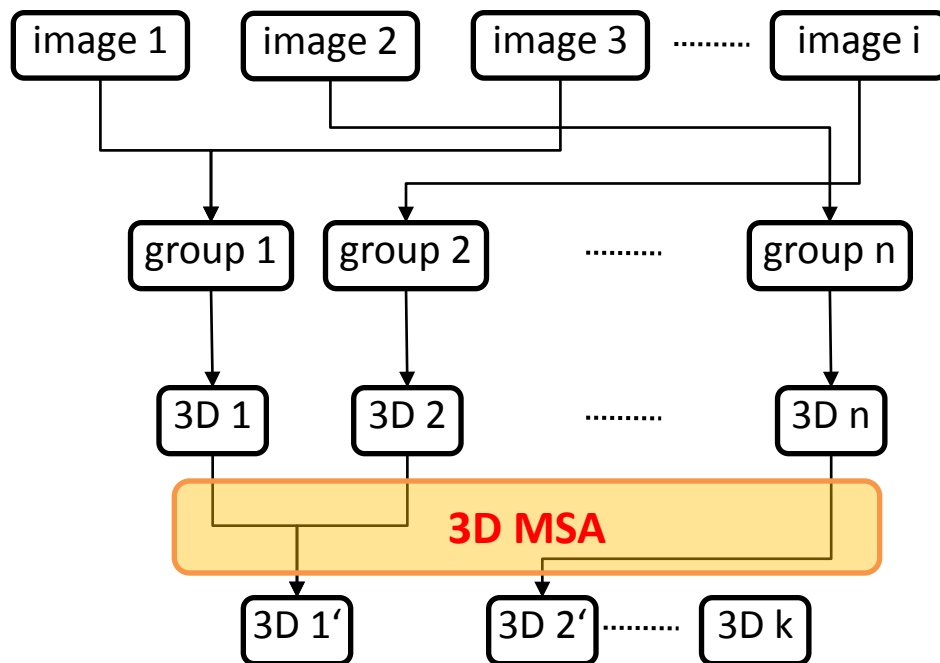 image 1
image 2
image 3
image i
group 1
group 2
group n
3D 1
3D 2
3D n
3D MSA
3D 1‘
3D 2‘
3D k